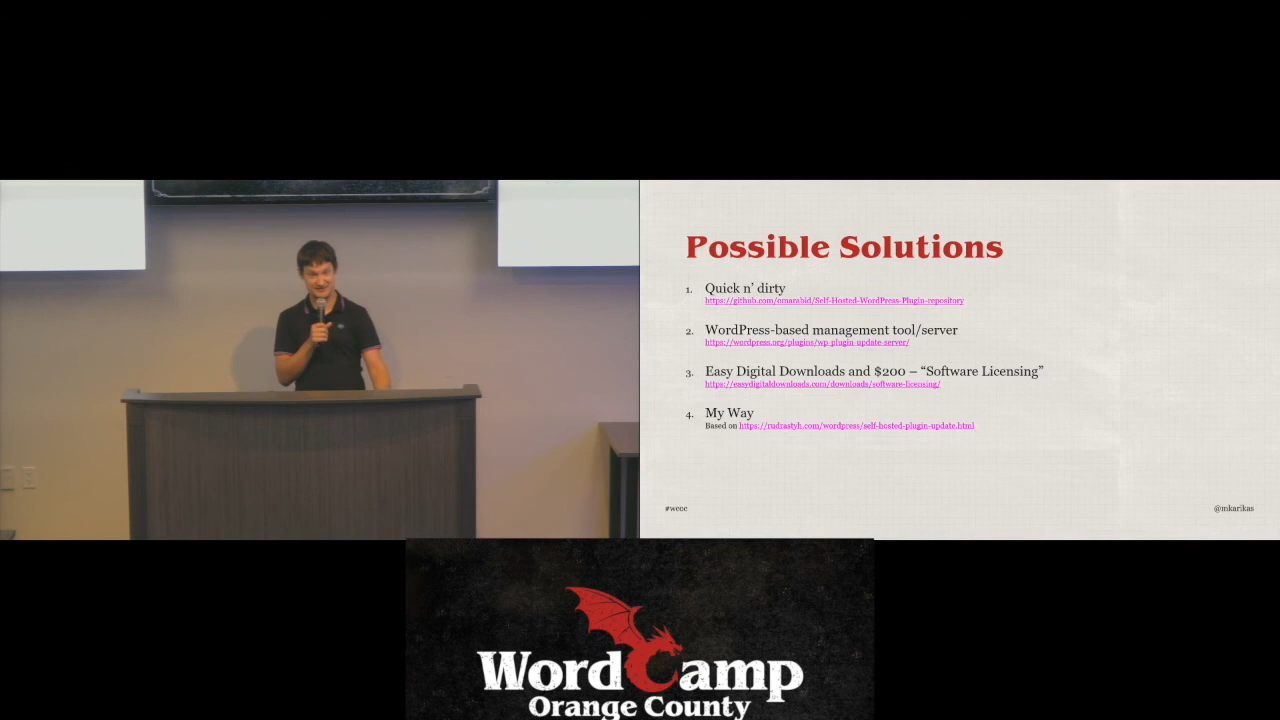 Possible Solutions
1. Quick n' dirty
https://github.com/omarabid/Self-Hosted-WordPress-Plugin-repository
2. WordPress-based management tool/server
https://wordpress.org/plugins/wp-plugin-update-server/
3. Easy Digital Downloads and $200 – “Software Licensing”
https://easydigitaldownloads.com/downloads/software-licensing/
4. My Way
Based on https://rudrastyh.com/wordpress/self-hosted-plugin-update.html
#wcoc
@mkarikas
WordCamp
Orange County